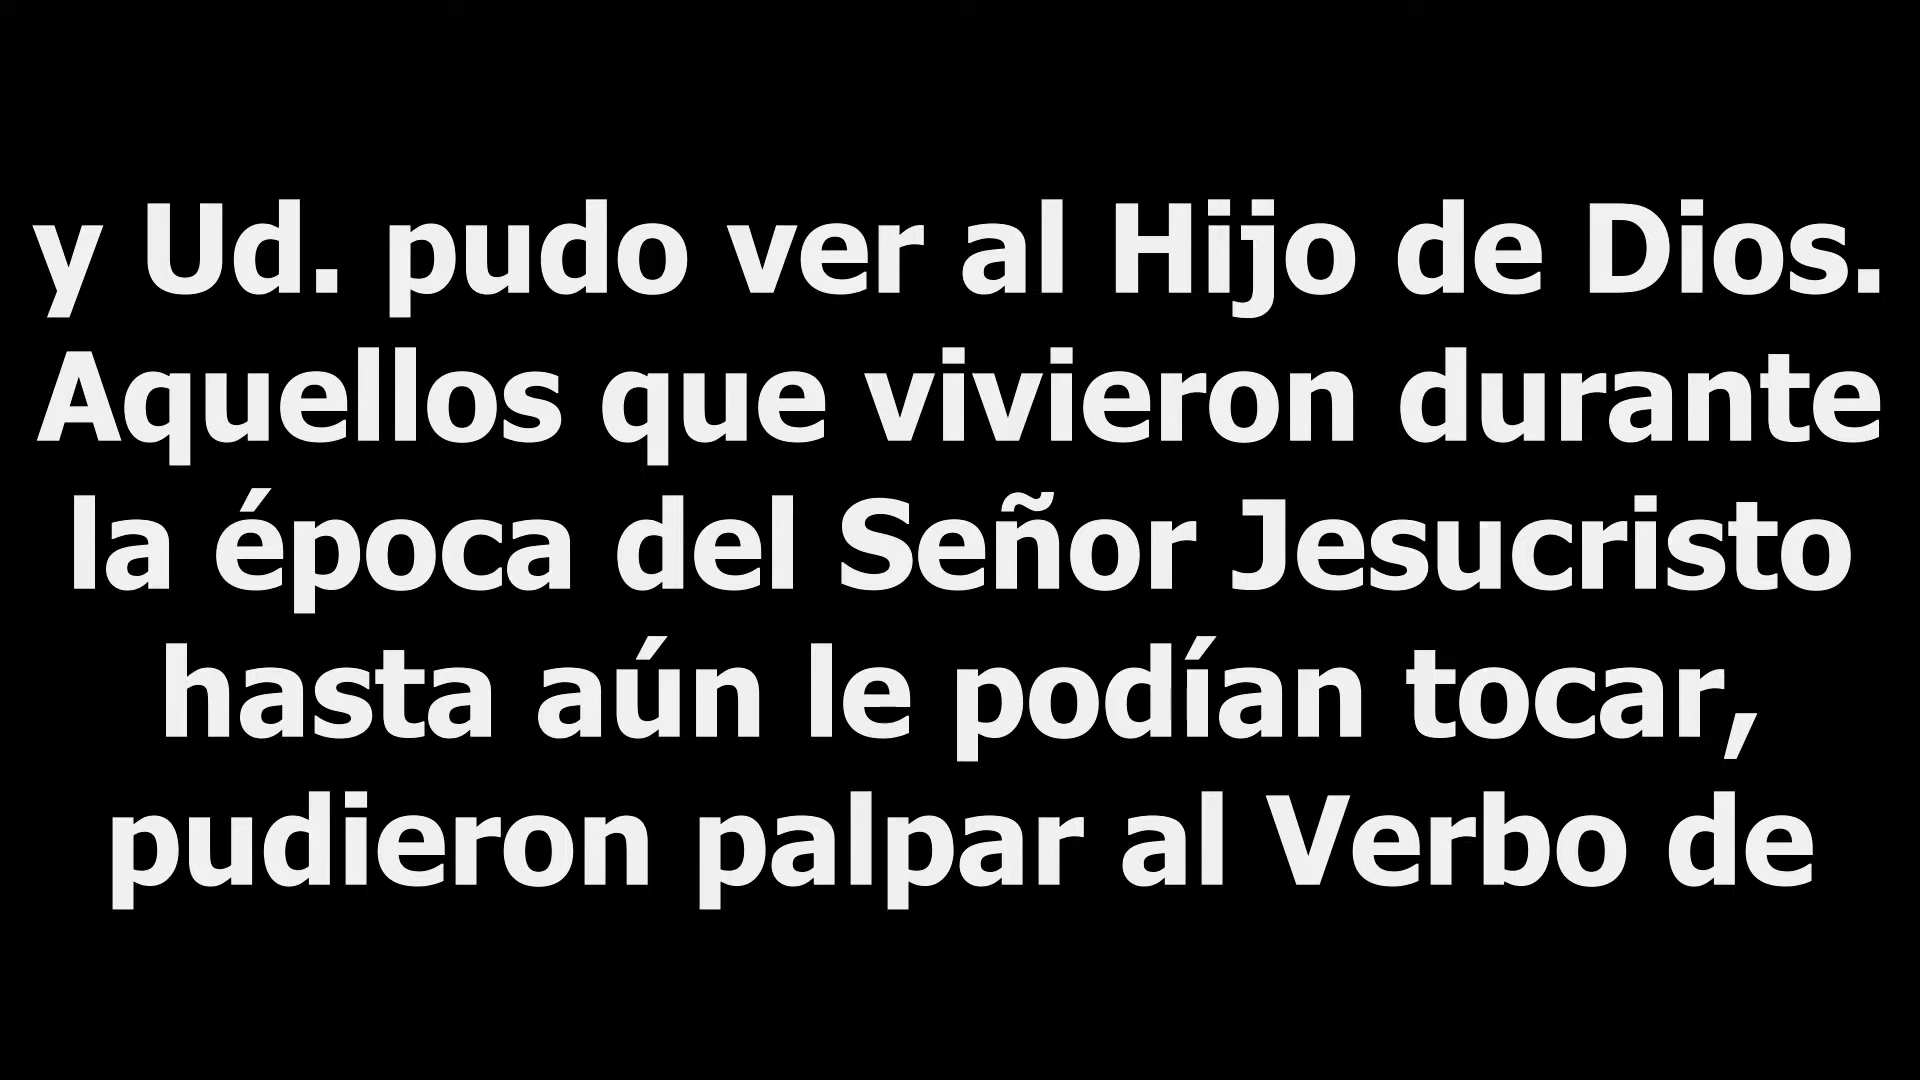 y Ud. pudo ver al Hijo de Dios.
Aquellos que vivieron durante
la época del Señor Jesucristo
hasta aún le podían tocar,
pudieron palpar al Verbo de